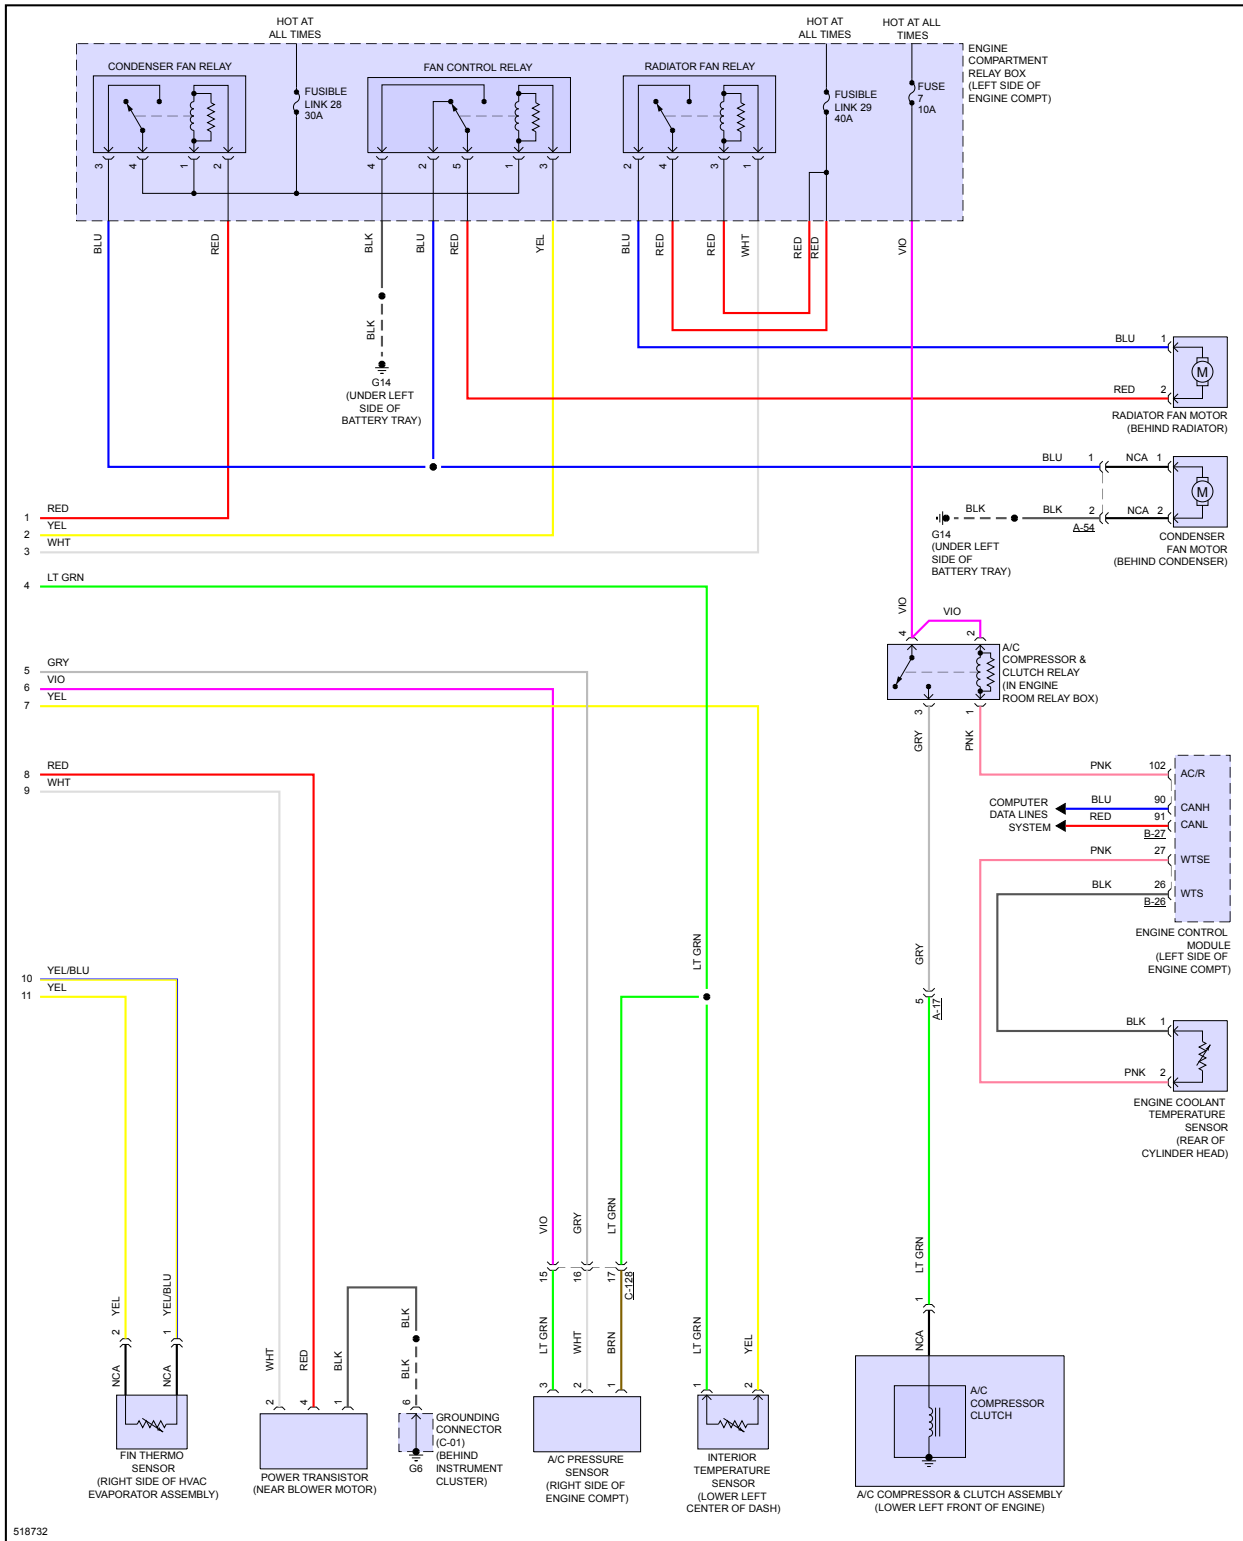 HOT AT
ALL TIMES
HOT AT
ALL TIMES
HOT AT ALL
TIMES
ENGINE
COMPARTMENT
RELAY BOX
(LEFT SIDE OF
ENGINE COMPT)
CONDENSER FAN RELAY
FUSIBLE
LINK 28
30A
FAN CONTROL RELAY
RADIATOR FAN RELAY
FUSIBLE
LINK 29
40A
FUSE
7
10A
3 4 1 2
4 2 5 1 3
2 4 3 1
BLU RED BLK BLU RED YEL BLU RED RED WHT RED RED VIO
BLK
G14
(UNDER LEFT
SIDE OF
BATTERY TRAY)
BLU 1
M
RED 2
RADIATOR FAN MOTOR
(BEHIND RADIATOR)
BLU 1 NCA 1
M
BLK BLK 2 NCA 2
A-54
G14
(UNDER LEFT
SIDE OF
BATTERY TRAY)
CONDENSER
FAN MOTOR
(BEHIND CONDENSER)
1 RED
2 YEL
3 WHT
4 LT GRN
5 GRY
6 VIO
7 YEL
8 RED
9 WHT
10 YEL/BLU
11 YEL
VIO VIO
4 2
A/C
COMPRESSOR &
CLUTCH RELAY
(IN ENGINE
ROOM RELAY BOX)
3 1
GRY PNK
PNK 102 AC/R
COMPUTER
DATA LINES
SYSTEM
BLU 90 CANH
RED 91 CANL
B-27
PNK 27 WTSE
BLK 26 WTS
B-26
ENGINE CONTROL
MODULE
(LEFT SIDE OF
ENGINE COMPT)
LT GRN
GRY
5 A-17
BLK 1
PNK 2
ENGINE COOLANT
TEMPERATURE
SENSOR
(REAR OF
CYLINDER HEAD)
VIO GRY LT GRN
LT GRN
15 16 17 C-128
YEL YEL/BLU
2 1
NCA NCA
FIN THERMO
SENSOR
(RIGHT SIDE OF HVAC
EVAPORATOR ASSEMBLY)
WHT RED BLK
2 4 1
POWER TRANSISTOR
(NEAR BLOWER MOTOR)
BLK
BLK
6
GROUNDING
CONNECTOR
(C-01)
(BEHIND
INSTRUMENT
CLUSTER)
G6
LT GRN WHT BRN
3 2 1
A/C PRESSURE
SENSOR
(RIGHT SIDE OF
ENGINE COMPT)
LT GRN YEL
1 2
INTERIOR
TEMPERATURE
SENSOR
(LOWER LEFT
CENTER OF DASH)
1
NCA
A/C
COMPRESSOR
CLUTCH
A/C COMPRESSOR & CLUTCH ASSEMBLY
(LOWER LEFT FRONT OF ENGINE)
518732